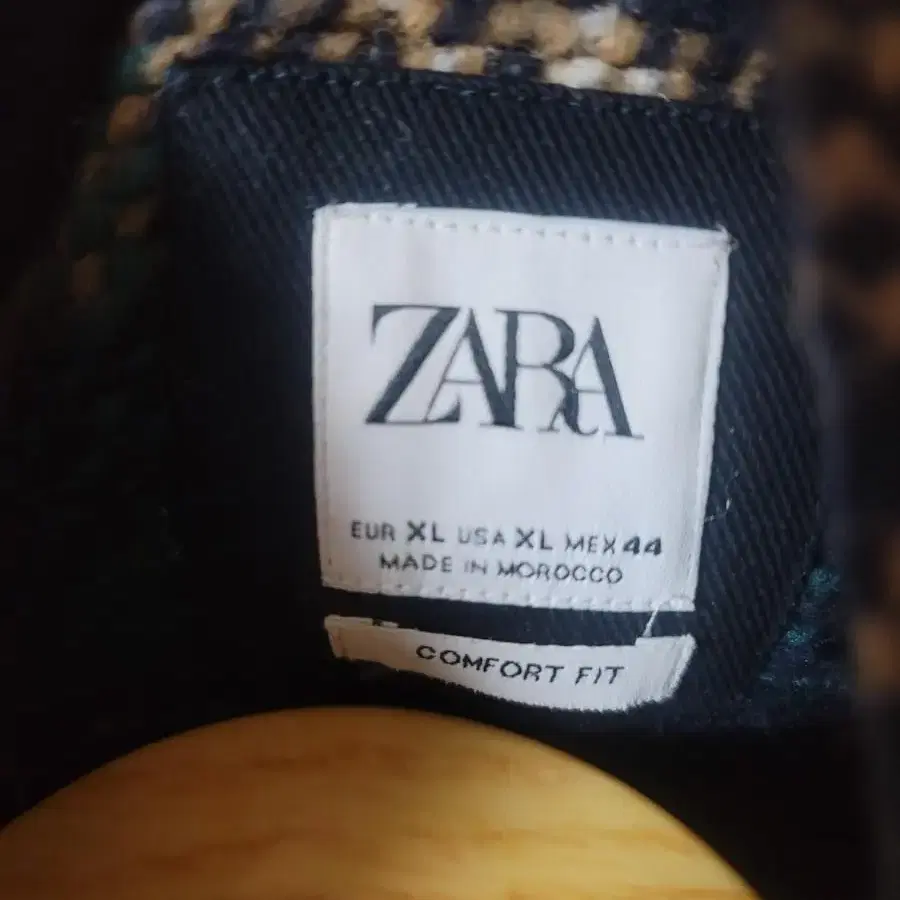 ZARA
EUR XL USA XL MEX 44
MADE IN MOROCCO
COMFORT FIT